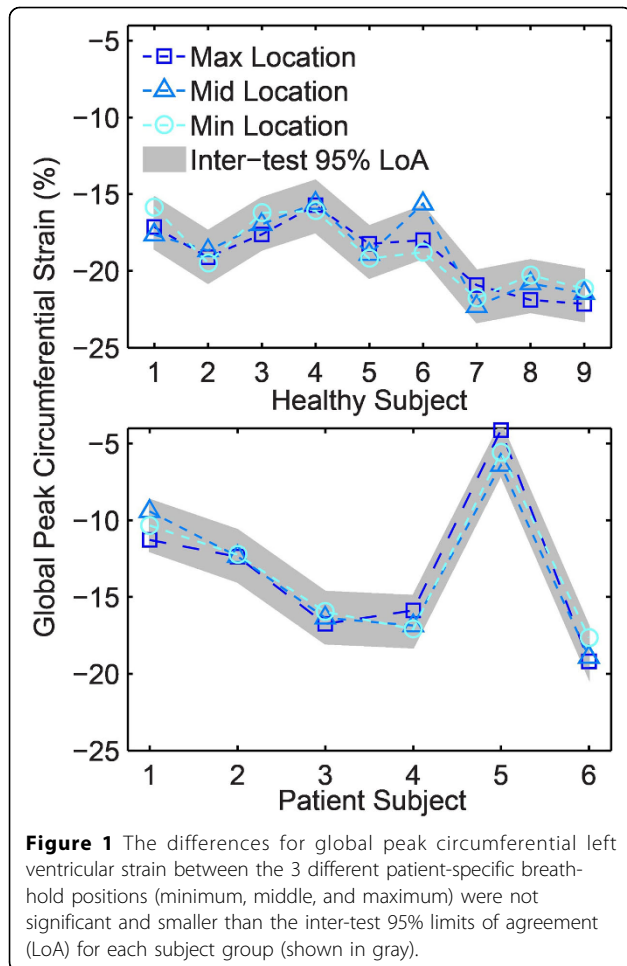 −5
−10
−15
−20
−25
Max Location
Mid Location
Min Location
Inter−test 95% LoA
1 2 3 4 5 6 7 8 9
Healthy Subject
Global Peak Circumferential Strain (%)
−5
−10
−15
−20
−25
1 2 3 4 5 6
Patient Subject
Figure 1 The differences for global peak circumferential left
ventricular strain between the 3 different patient-specific breath-
hold positions (minimum, middle, and maximum) were not
significant and smaller than the inter-test 95% limits of agreement
(LoA) for each subject group (shown in gray).